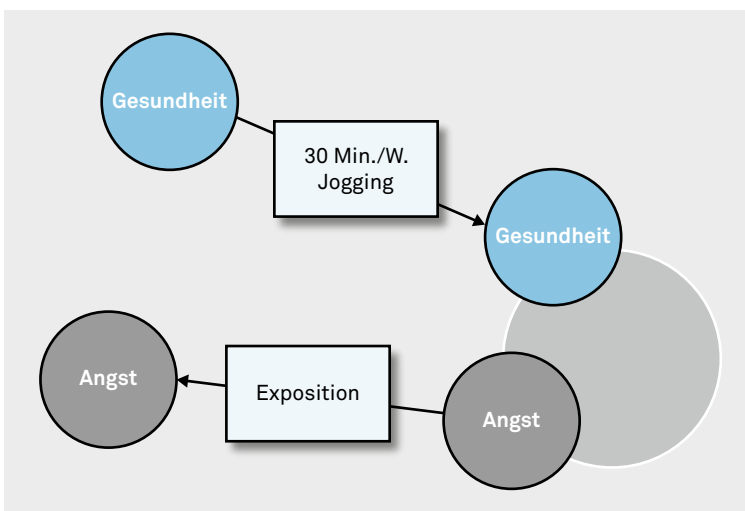 Gesundheit
30 Min./W.
Jogging
Gesundheit
Angst
Exposition
Angst